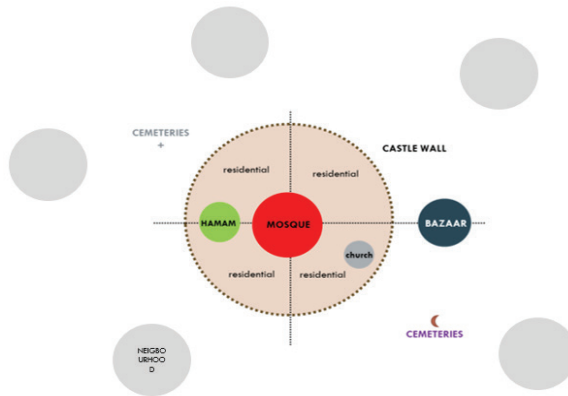 CEMETERIES
+
CASTLE WALL
residential
residential
HAMAM
MOSQUE
BAZAAR
church
residential
residential
CEMETERIES
NEIGBO
URHOO
D